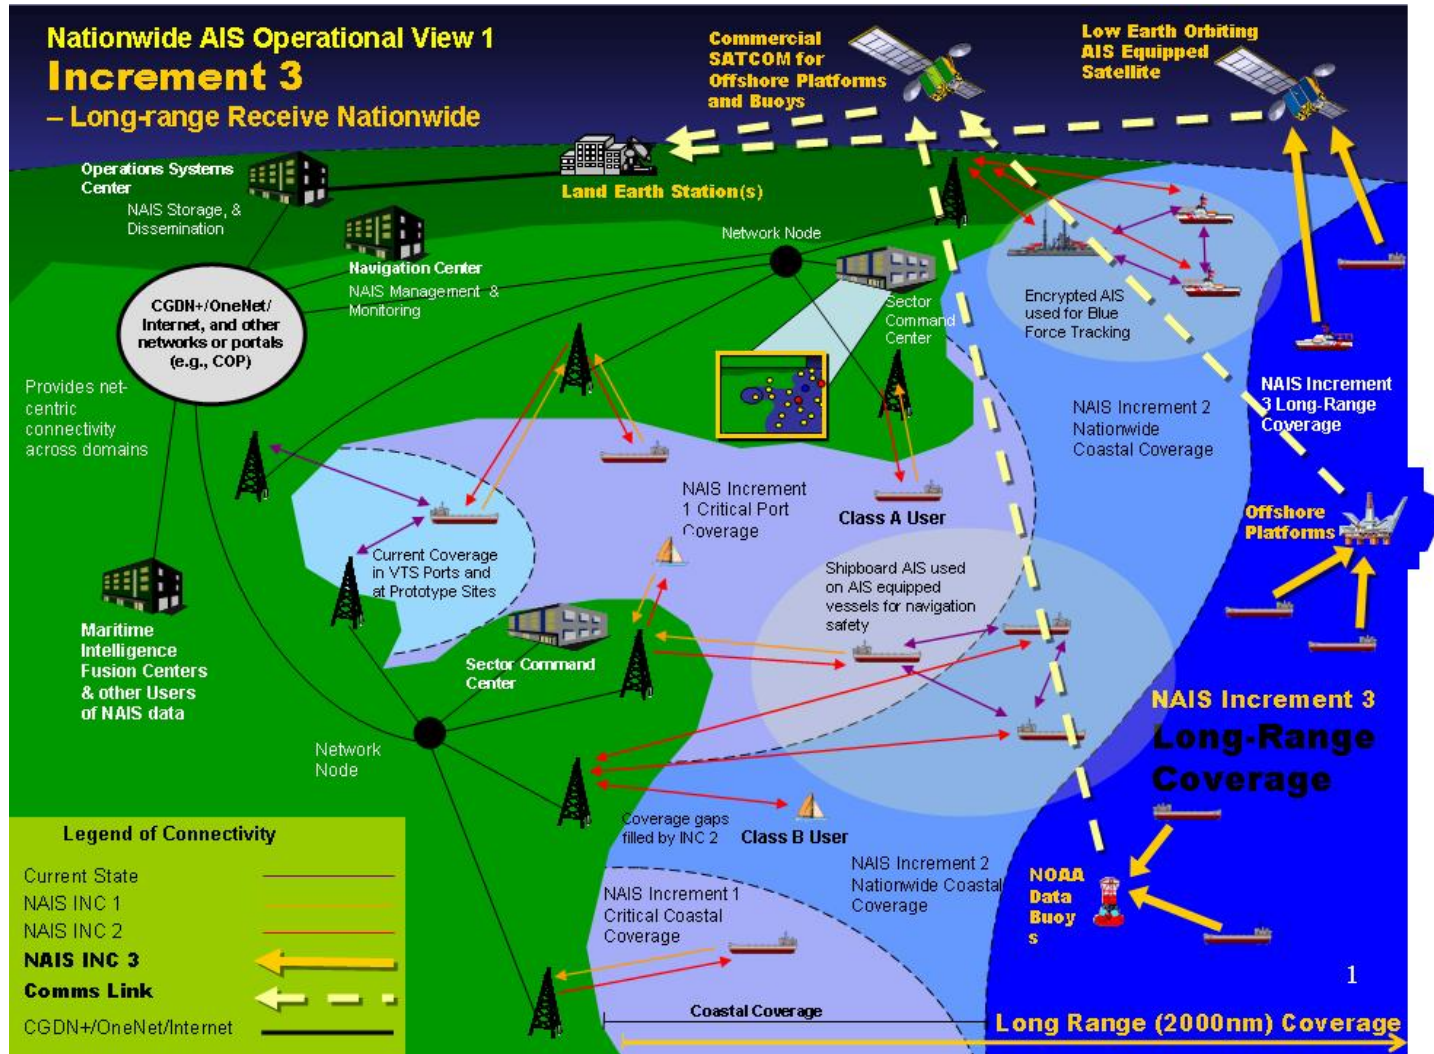 Nationwide AIS Operational View 1
Increment 3
– Long-range Receive Nationwide
Commercial
SATCOM for
Offshore Platforms
and Buoys
Low Earth Orbiting
AIS Equipped
Satellite
Operations Systems
Center
NAIS Storage, &
Dissemination
Land Earth Station(s)
Network Node
Navigation Center
NAIS Management &
Monitoring
CGDN+/OneNet/
Internet, and other
networks or portals
(e.g., COP)
Sector
Command
Center
Encrypted AIS
used for Blue
Force Tracking
Provides net-
centric
connectivity
across domains
NAIS Increment
3 Long-Range
Coverage
NAIS Increment 2
Nationwide
Coastal Coverage
NAIS Increment
1 Critical Port
Coverage
Class A User
Offshore
Platforms
Current Coverage
in VTS Ports and
at Prototype Sites
Shipboard AIS used
on AIS equipped
vessels for navigation
safety
Maritime
Intelligence
Fusion Centers
& other Users
of NAIS data
Sector Command
Center
Network
Node
NAIS Increment 3
Long-Range
Coverage
Coverage gaps
filled by INC 2
Class B User
NAIS Increment 2
Nationwide Coastal
Coverage
NOAA
Data
Buoy
s
NAIS Increment 1
Critical Coastal
Coverage
Legend of Connectivity
Current State
NAIS INC 1
NAIS INC 2
NAIS INC 3
Comms Link
CGDN+/OneNet/Internet
1
Coastal Coverage
Long Range (2000nm) Coverage